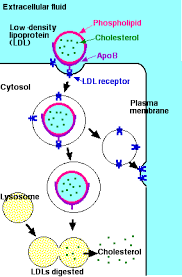 Extracellular fluid
Low-density
lipoprotein
(LDL)
Phospholipid
Cholesterol
ApoB
LDL receptor
Cytosol
Plasma
membrane
Lysosome
Cholesterol
LDLs digested